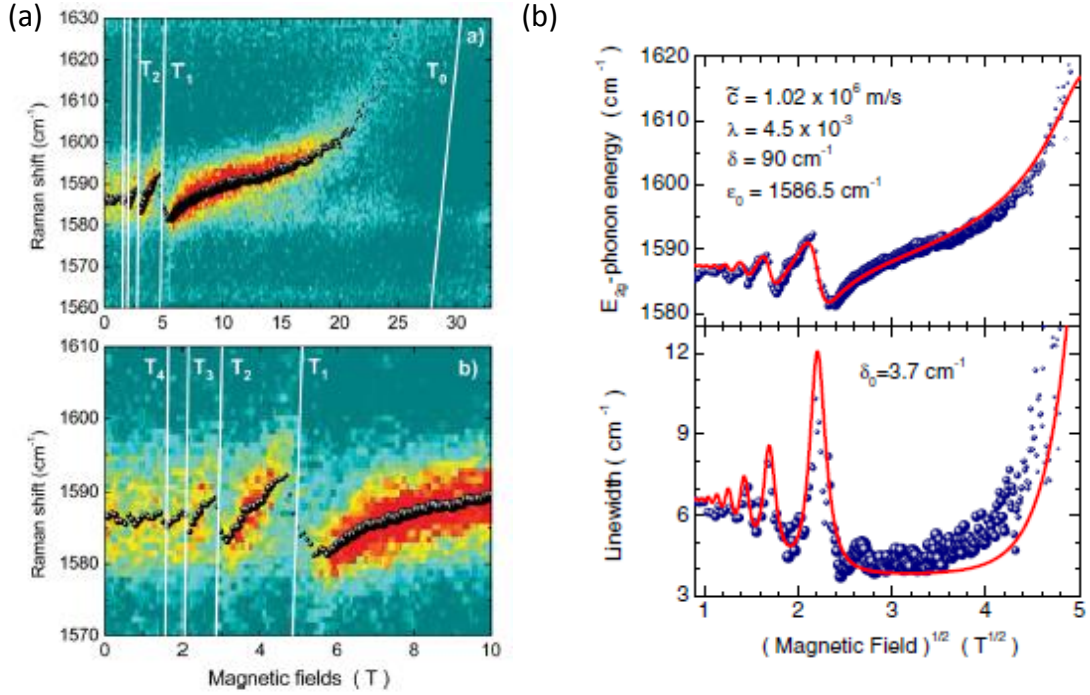 (a)
1630
1620
1610
1600
1590
1580
1570
1560
Raman shift (cm⁻¹)
T₂ T₁ T₀ a)
0 5 10 15 20 25 30
1610
1600
1590
1580
1570
Raman shift (cm⁻¹)
T₄ T₃ T₂ T₁ b)
0 2 4 6 8 10
Magnetic fields ( T )
(b)
1620
1610
1600
1590
1580
E₂g-phonon energy (cm⁻¹)
c̃ = 1.02 x 10⁶ m/s
λ = 4.5 x 10⁻³
δ = 90 cm⁻¹
ε₀ = 1586.5 cm⁻¹
12
9
6
3
Linewidth ( cm⁻¹ )
δ₀=3.7 cm⁻¹
1 2 3 4 5
( Magnetic Field )¹/² ( T¹/² )